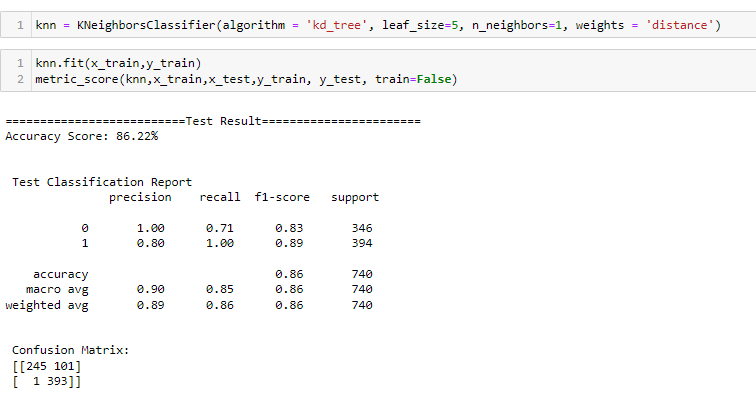 1 knn = KNeighborsClassifier(algorithm = 'kd_tree', leaf_size=5, n_neighbors=1, weights = 'distance')
1 knn.fit(x_train,y_train)
2 metric_score(knn,x_train,x_test,y_train, y_test, train=False)
==========================Test Result=======================
Accuracy Score: 86.22%
Test Classification Report
precision recall f1-score support
0 1.00 0.71 0.83 346
1 0.80 1.00 0.89 394
accuracy 0.86 740
macro avg 0.90 0.85 0.86 740
weighted avg 0.89 0.86 0.86 740
Confusion Matrix:
[[245 101]
[ 1 393]]